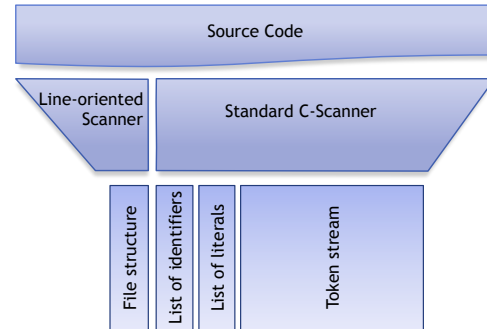 Source Code
Line-oriented
Scanner
Standard C-Scanner
File structure
List of identifiers
List of literals
Token stream